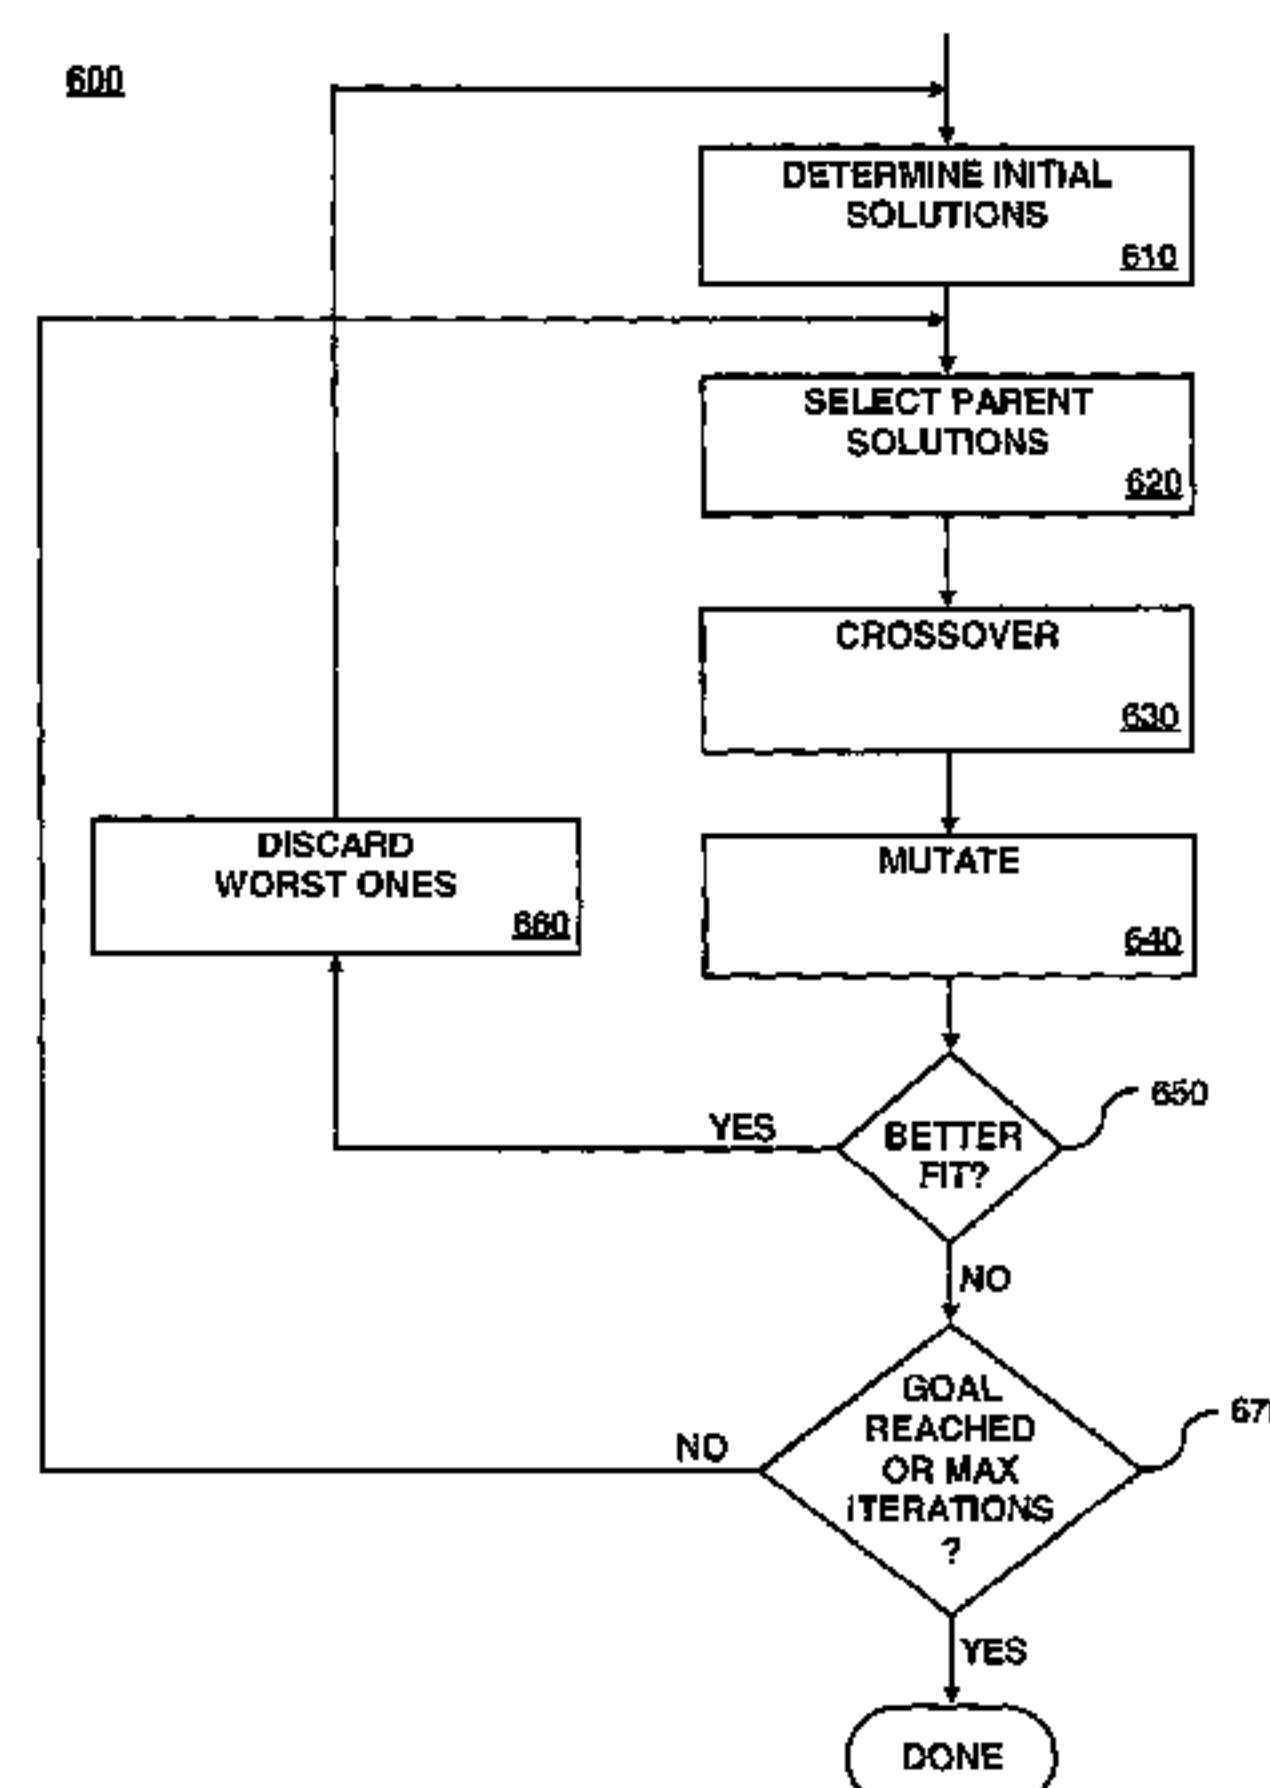 600
DETERMINE INITIAL
SOLUTIONS
610
SELECT PARENT
SOLUTIONS
620
CROSSOVER
630
DISCARD
WORST ONES
660
MUTATE
640
650
YES
BETTER
FIT?
NO
GOAL
REACHED
OR MAX
ITERATIONS
?
NO
YES
DONE